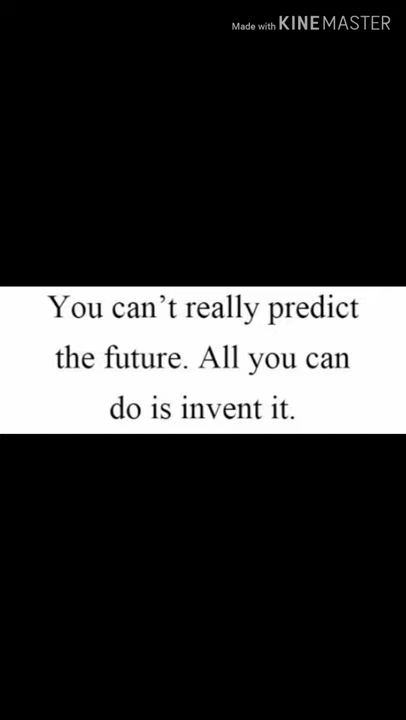 Made with KINEMASTER
You can’t really predict
the future. All you can
do is invent it.